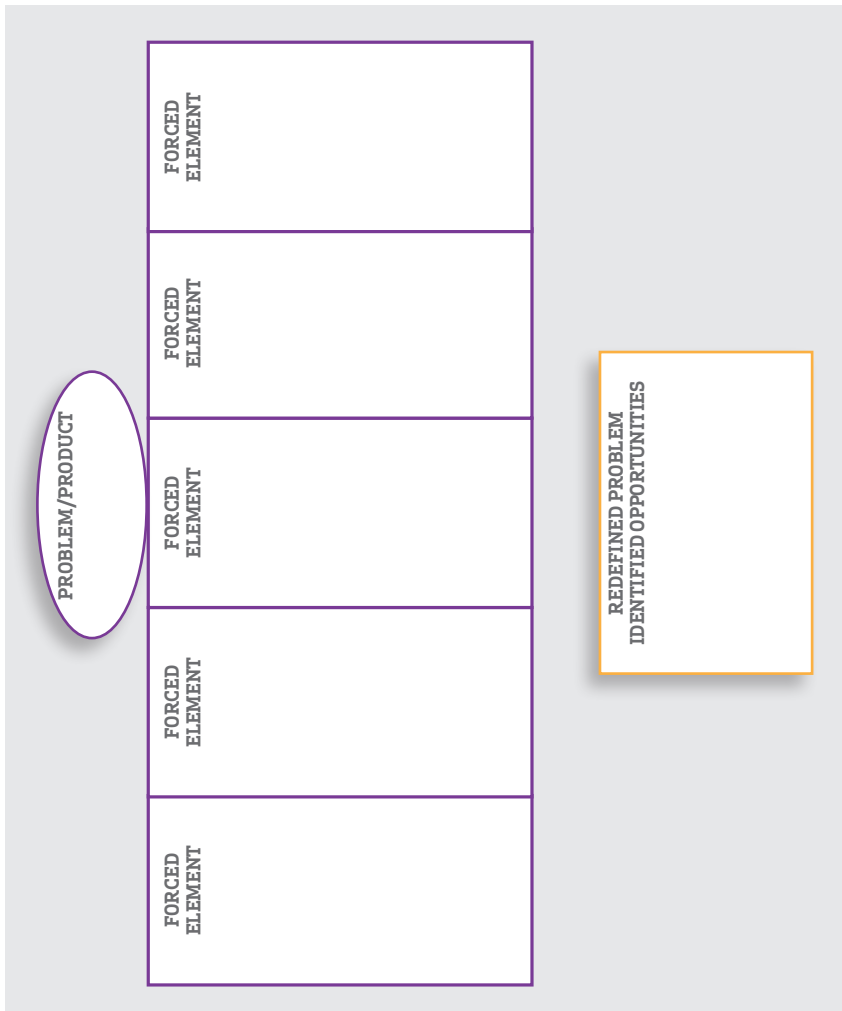 PROBLEM/PRODUCT
FORCED
ELEMENT
FORCED
ELEMENT
FORCED
ELEMENT
FORCED
ELEMENT
FORCED
ELEMENT
REDEFINED PROBLEM
IDENTIFIED OPPORTUNITIES